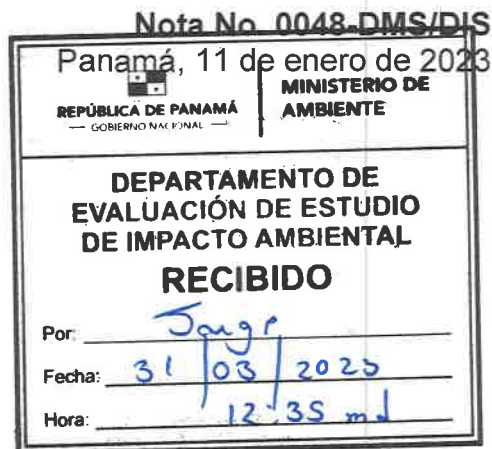 Nota No. 0048-DMS/DIS
Panamá, 11 de enero de 2023
REPÚBLICA DE PANAMÁ
— GOBIERNO NACIONAL —
MINISTERIO DE
AMBIENTE
DEPARTAMENTO DE
EVALUACIÓN DE ESTUDIO
DE IMPACTO AMBIENTAL
RECIBIDO
Por:
Fecha: 31/03/2023
Hora: 12:35 md